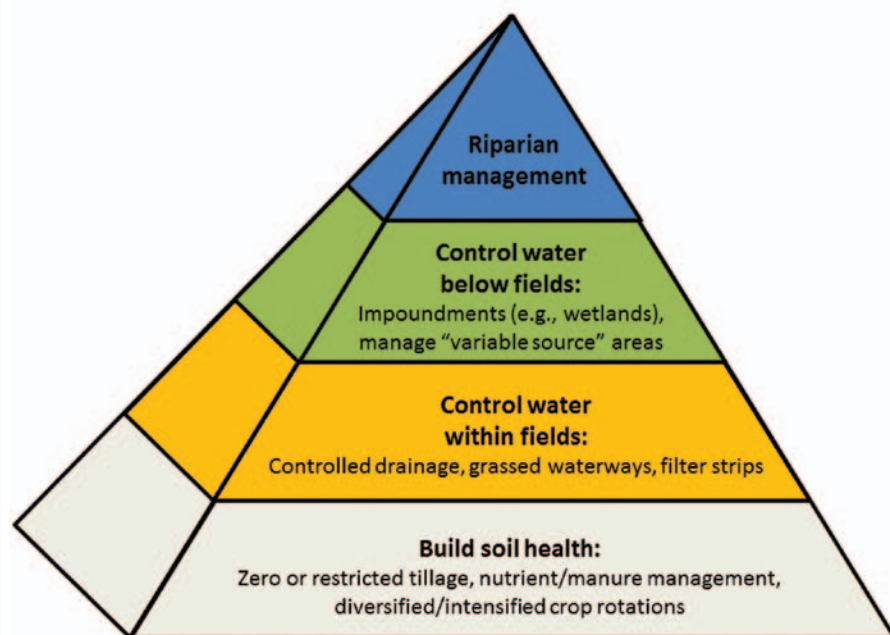 Riparian
management
Control water
below fields:
Impoundments (e.g., wetlands),
manage “variable source” areas
Control water
within fields:
Controlled drainage, grassed waterways, filter strips
Build soil health:
Zero or restricted tillage, nutrient/manure management,
diversified/intensified crop rotations